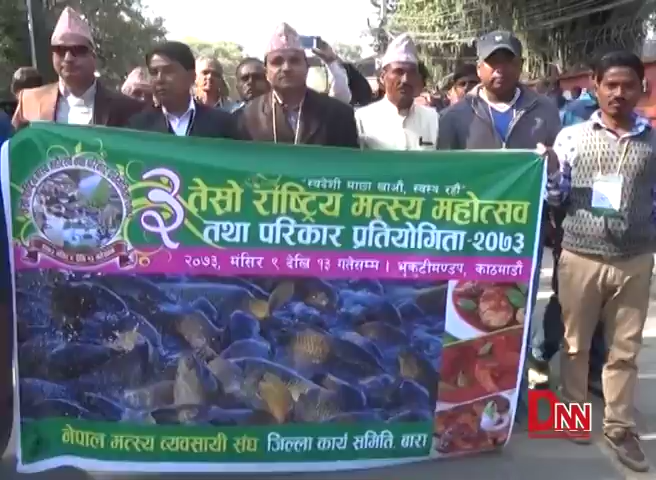 "स्वदेशी माछा खाऔं, स्वस्थ रहौं"
३ तेस्रो राष्ट्रिय मत्स्य महोत्सव
तथा परिकार प्रतियोगिता-२०७३
२०७३, मंसिर ९ देखि १३ गतेसम्म । भृकुटीमण्डप, काठमाडौं
नेपाल मत्स्य व्यवसायी संघ जिल्ला कार्य समिति, बारा
DNN